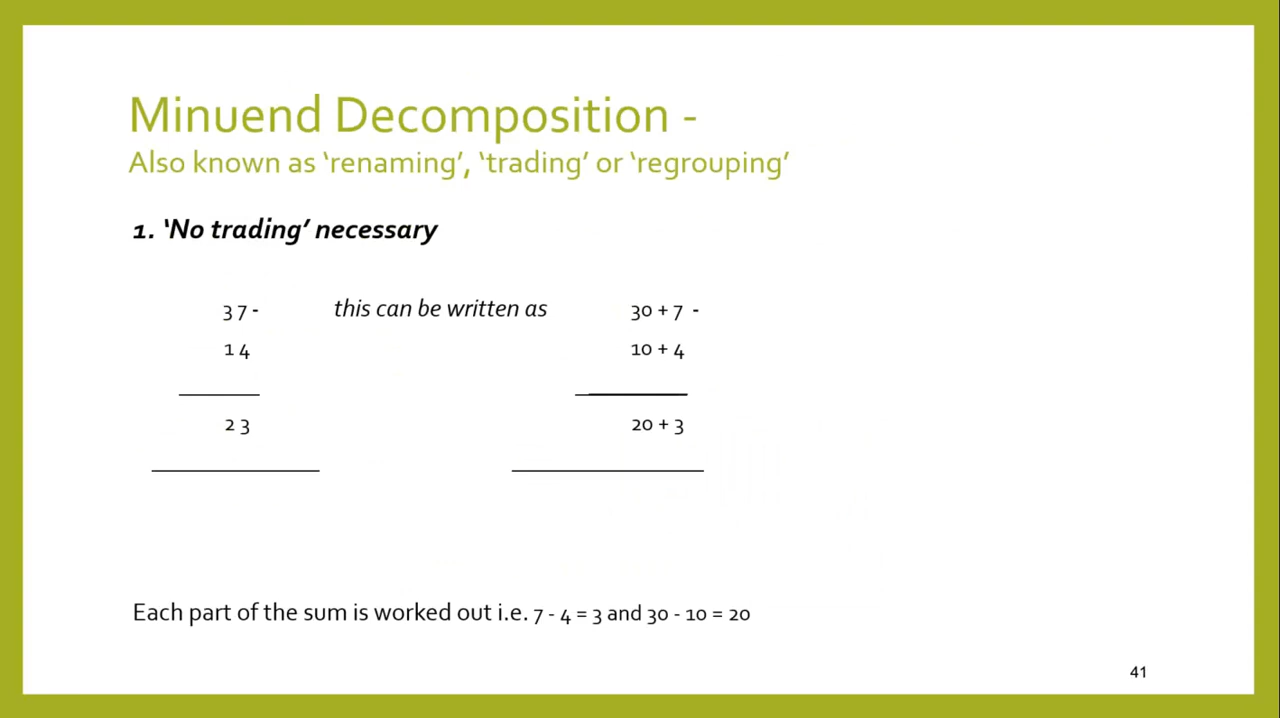 Minuend Decomposition -
Also known as ‘renaming’, ‘trading’ or ‘regrouping’
1. ‘No trading’ necessary
3 7 - this can be written as 30 + 7 -
1 4 10 + 4
2 3 20 + 3
Each part of the sum is worked out i.e. 7 - 4 = 3 and 30 - 10 = 20
41